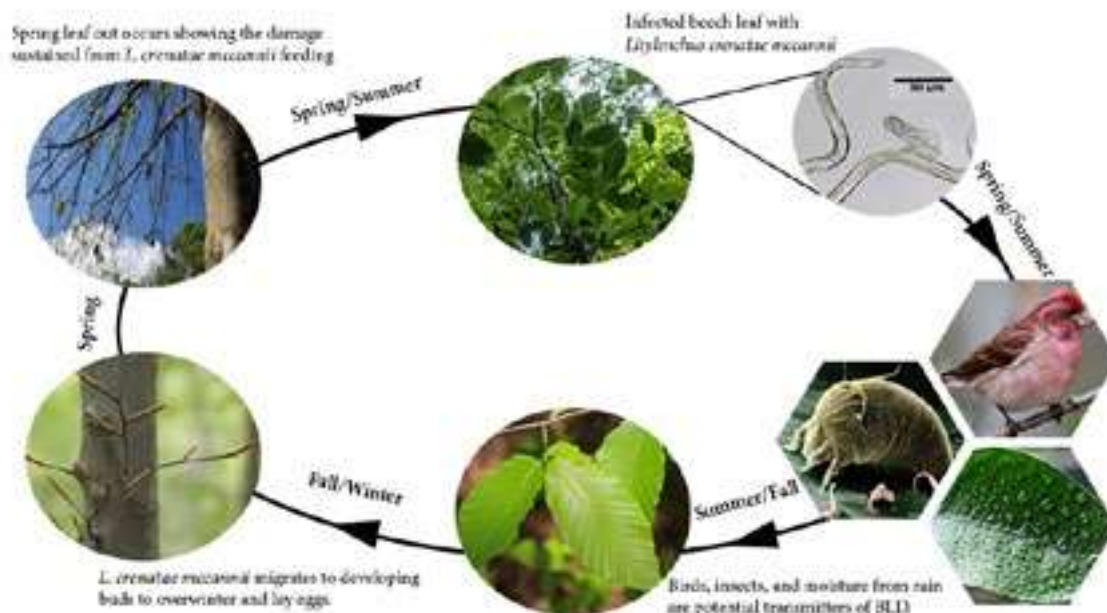 Spring leaf out occurs showing the damage
sustained from L. crenatae mccannii feeding
Spring/Summer
Infected beech leaf with
Litylenchus crenatae mccannii
50 um
Spring/Summer
Summer/Fall
Birds, insects, and moisture from rain
are potential transmitters of BLD
Fall/Winter
L. crenatae mccannii migrates to developing
buds to overwinter and lay eggs.
Spring